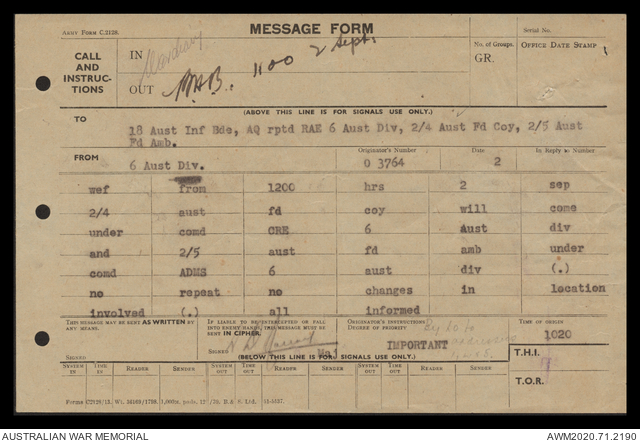 ARMY FORM C.2128.
MESSAGE FORM
Serial No.
CALL AND INSTRUCTIONS
IN
OUT
1100 2 Sept.
No. of Groups.
GR.
OFFICE DATE STAMP
(ABOVE THIS LINE IS FOR SIGNALS USE ONLY.)
TO
18 Aust Inf Bde, AQ rptd RAE 6 Aust Div, 2/4 Aust Fd Coy, 2/5 Aust
Fd Amb.
FROM
6 Aust Div.
Originator's Number
O 3764
Date
2
In Reply to Number
wef from 1200 hrs 2 sep
2/4 aust fd coy will come
under comd CRE 6 Aust div
and 2/5 aust fd amb under
comd ADMS 6 aust div (.)
no repeat no changes in location
involved (.) all informed
THIS MESSAGE MAY BE SENT AS WRITTEN BY ANY MEANS.
SIGNED
IF LIABLE TO BE INTERCEPTED OR FALL INTO ENEMY HANDS, THIS MESSAGE MUST BE SENT IN CIPHER.
SIGNED
Maj
ORIGINATOR'S INSTRUCTIONS
DEGREE OF PRIORITY
IMPORTANT
TIME OF ORIGIN
1020
(BELOW THIS LINE IS FOR SIGNALS USE ONLY.)
T.H.I.
SYSTEM IN TIME IN READER SENDER SYSTEM OUT TIME OUT READER SENDER SYSTEM OUT TIME OUT READER SENDER
T.O.R.
AUSTRALIAN WAR MEMORIAL
AWM2020.71.2190